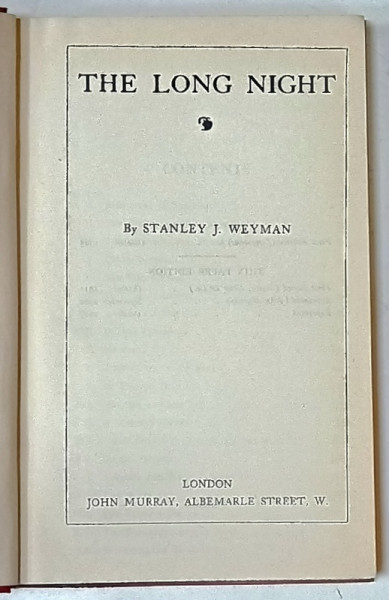 THE LONG NIGHT
By STANLEY J. WEYMAN
LONDON
JOHN MURRAY, ALBEMARLE STREET, W.